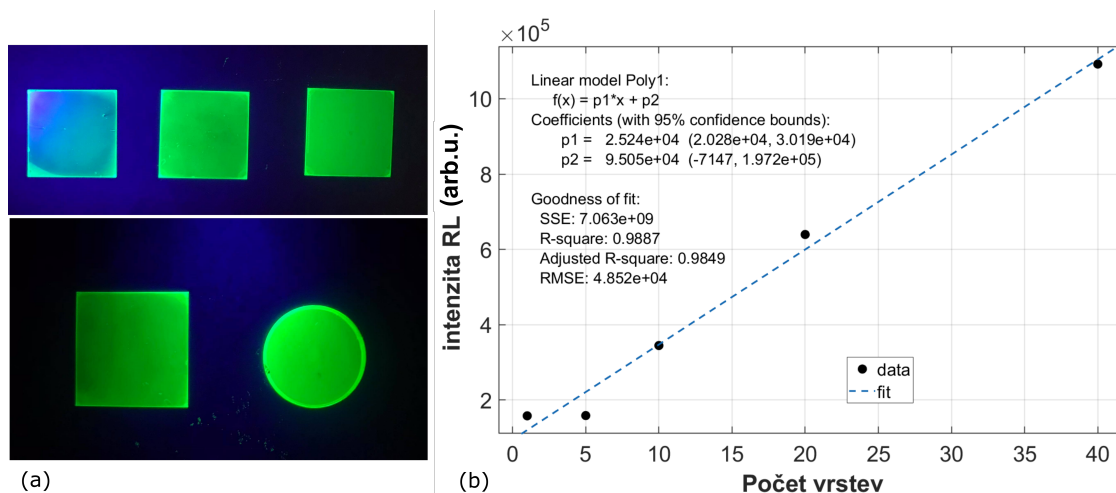 (a)
×10⁵
10
8
6
4
2
intenzita RL (arb.u.)
Linear model Poly1:
f(x) = p1*x + p2
Coefficients (with 95% confidence bounds):
p1 = 2.524e+04 (2.028e+04, 3.019e+04)
p2 = 9.505e+04 (-7147, 1.972e+05)
Goodness of fit:
SSE: 7.063e+09
R-square: 0.9887
Adjusted R-square: 0.9849
RMSE: 4.852e+04
data
fit
0 5 10 15 20 25 30 35 40
Počet vrstev
(b)